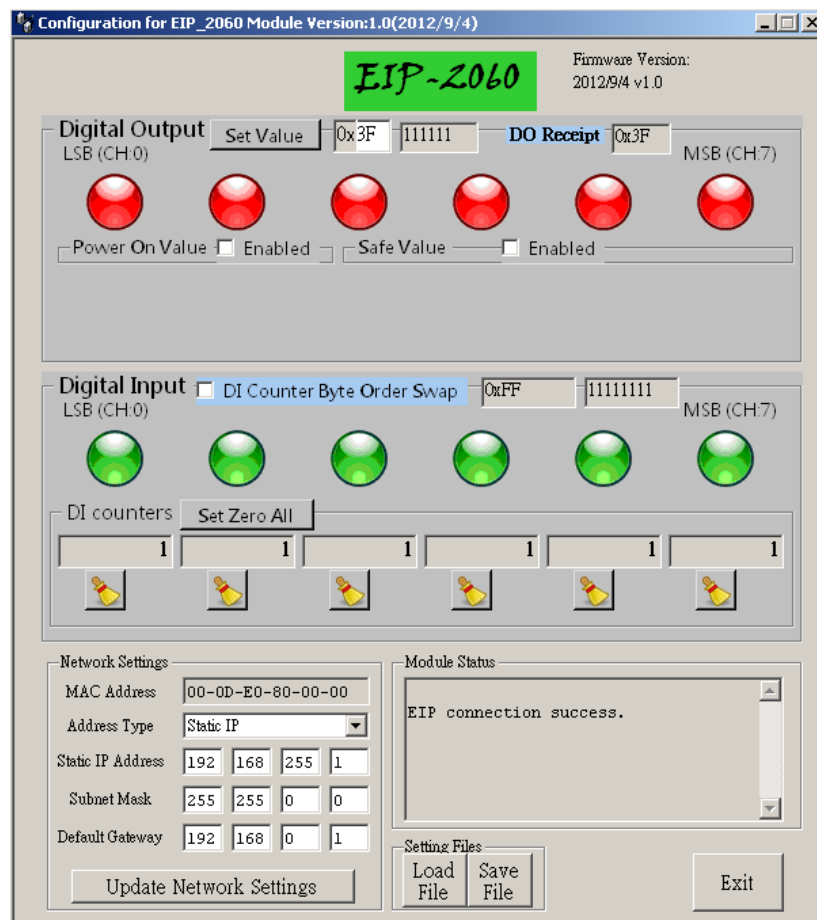 Configuration for EIP_2060 Module Version:1.0(2012/9/4)
EIP-2060
Firmware Version:
2012/9/4 v1.0
Digital Output
Set Value
0x3F
111111
DO Receipt
0x3F
LSB (CH:0)
MSB (CH:7)
Power On Value
Enabled
Safe Value
Enabled
Digital Input
DI Counter Byte Order Swap
0xFF
11111111
LSB (CH:0)
MSB (CH:7)
DI counters
Set Zero All
1
1
1
1
1
1
Network Settings
MAC Address
00-0D-E0-80-00-00
Address Type
Static IP
Static IP Address
192 168 255 1
Subnet Mask
255 255 0 0
Default Gateway
192 168 0 1
Update Network Settings
Module Status
EIP connection success.
Setting Files
Load
File
Save
File
Exit